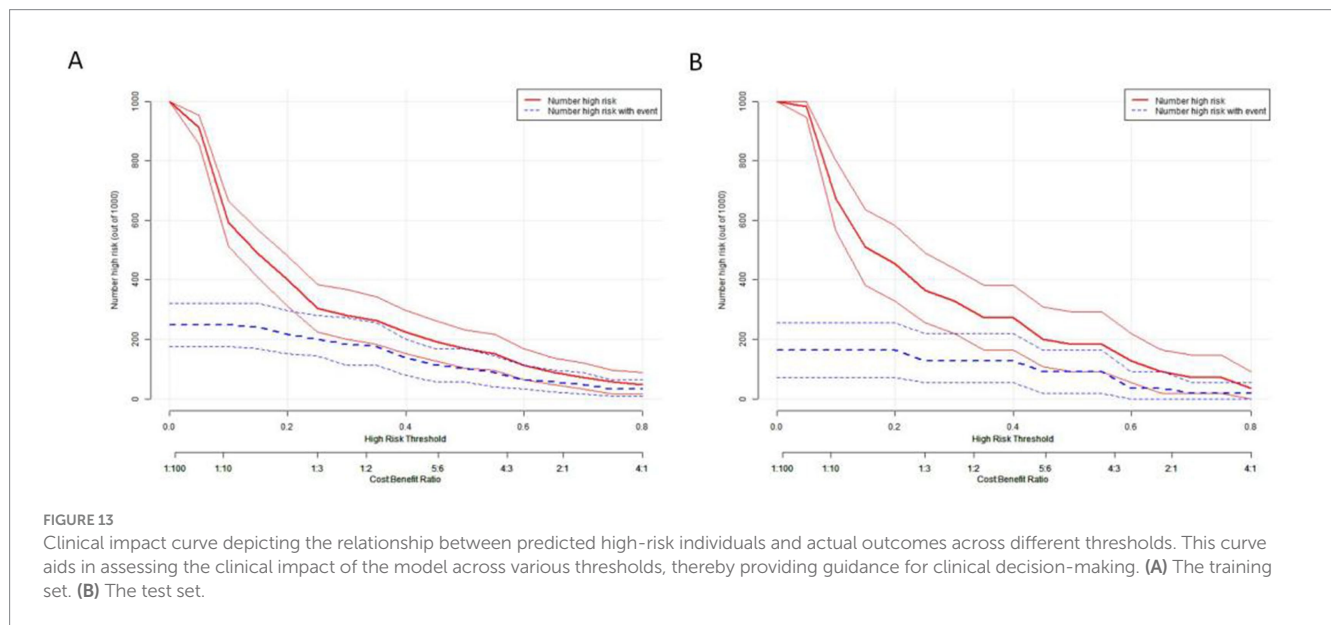 A
Number high risk
Number high risk with event
Number high risk (out of 1000)
1000
800
600
400
200
0
0.0 0.2 0.4 0.6 0.8
High Risk Threshold
1:100 1:10 1:3 1:2 5:6 4:3 2:1 4:1
Cost:Benefit Ratio
B
Number high risk
Number high risk with event
Number high risk (out of 1000)
1000
800
600
400
200
0
0.0 0.2 0.4 0.6 0.8
High Risk Threshold
1:100 1:10 1:3 1:2 5:6 4:3 2:1 4:1
Cost:Benefit Ratio
FIGURE 13
Clinical impact curve depicting the relationship between predicted high-risk individuals and actual outcomes across different thresholds. This curve
aids in assessing the clinical impact of the model across various thresholds, thereby providing guidance for clinical decision-making. (A) The training
set. (B) The test set.